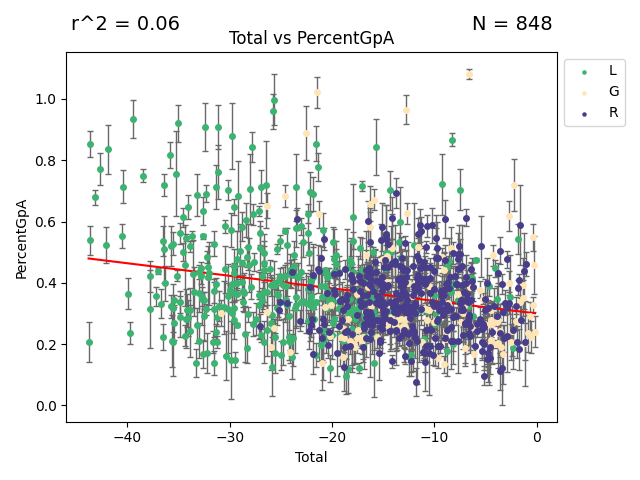 r^2 = 0.06
N = 848
Total vs PercentGpA
L
G
R
1.0
0.8
0.6
0.4
0.2
0.0
PercentGpA
−40
−30
−20
−10
0
Total